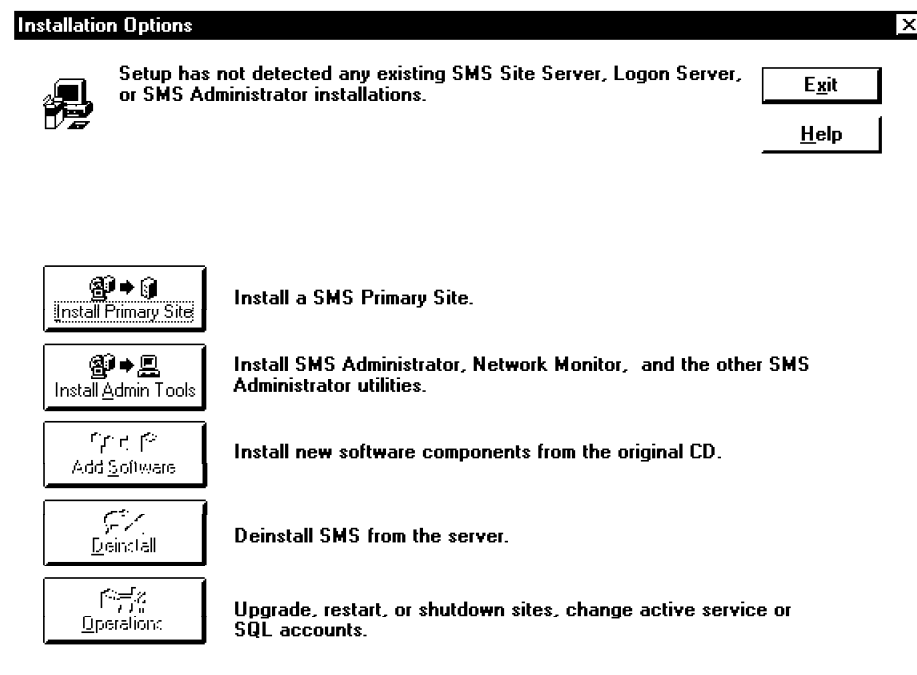 Installation Options
Setup has not detected any existing SMS Site Server, Logon Server,
or SMS Administrator installations.
Exit
Help
Install Primary Site
Install a SMS Primary Site.
Install Admin Tools
Install SMS Administrator, Network Monitor, and the other SMS
Administrator utilities.
Add Software
Install new software components from the original CD.
Deinstall
Deinstall SMS from the server.
Operations
Upgrade, restart, or shutdown sites, change active service or
SQL accounts.